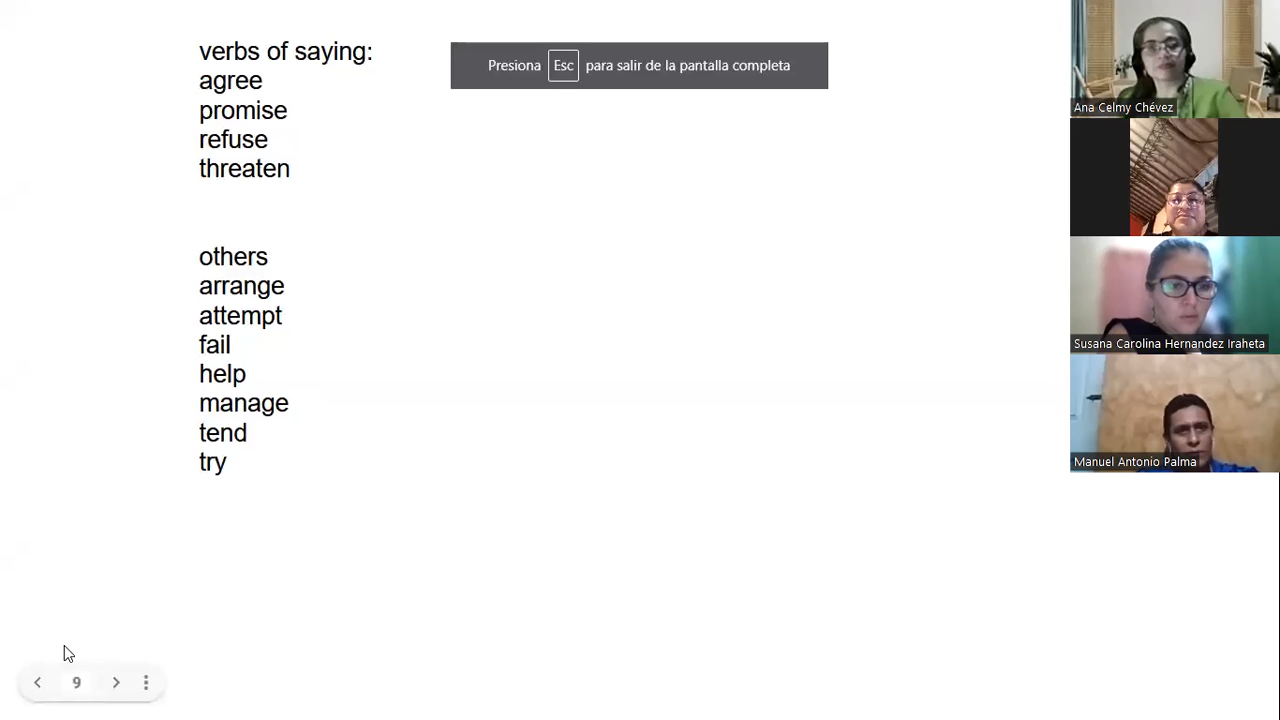 verbs of saying:
agree
promise
refuse
threaten
others
arrange
attempt
fail
help
manage
tend
try
Presiona Esc para salir de la pantalla completa
Ana Celmy Chévez
Susana Carolina Hernandez Iraheta
Manuel Antonio Palma
9